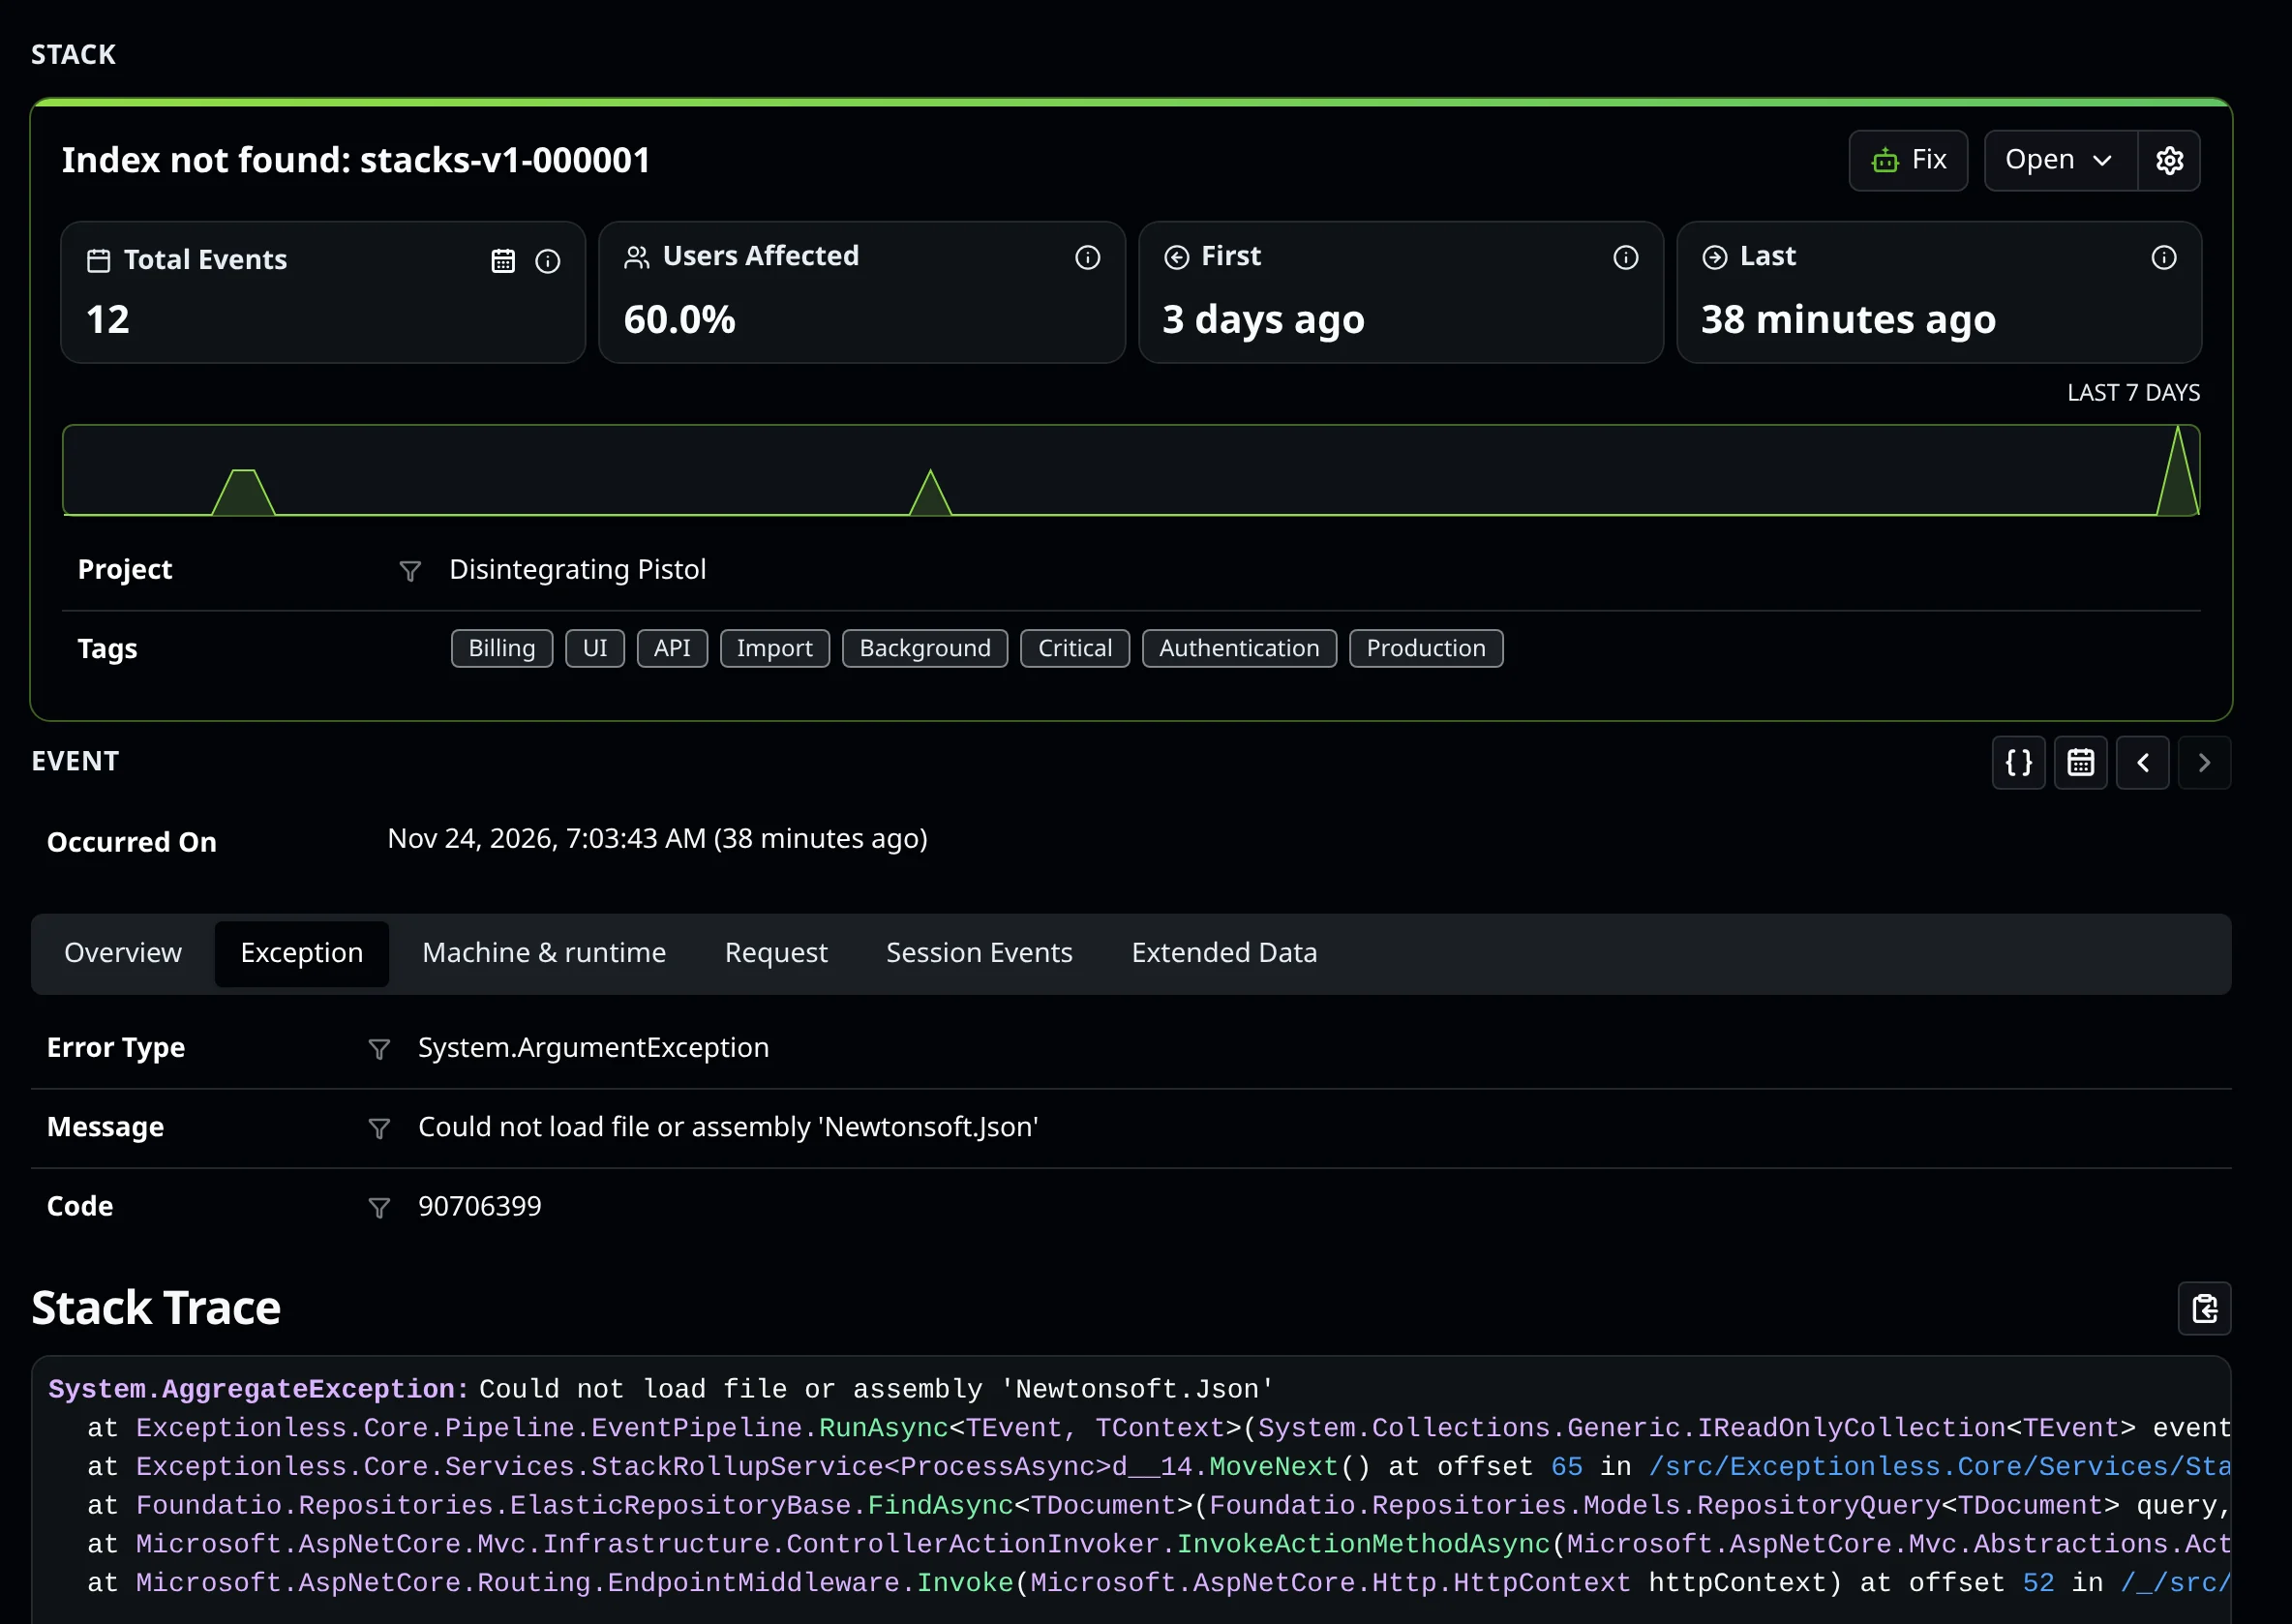 STACK
Index not found: stacks-v1-000001
Fix
Open
Total Events
12
Users Affected
60.0%
First
3 days ago
Last
38 minutes ago
LAST 7 DAYS
Project Disintegrating Pistol
Tags Billing UI API Import Background Critical Authentication Production
EVENT
Occurred On Nov 24, 2026, 7:03:43 AM (38 minutes ago)
Overview Exception Machine & runtime Request Session Events Extended Data
Error Type System.ArgumentException
Message Could not load file or assembly 'Newtonsoft.Json'
Code 90706399
Stack Trace
System.AggregateException: Could not load file or assembly 'Newtonsoft.Json'
at Exceptionless.Core.Pipeline.EventPipeline.RunAsync<TEvent, TContext>(System.Collections.Generic.IReadOnlyCollection<TEvent> event
at Exceptionless.Core.Services.StackRollupService<ProcessAsync>d__14.MoveNext() at offset 65 in /src/Exceptionless.Core/Services/Sta
at Foundatio.Repositories.ElasticRepositoryBase.FindAsync<TDocument>(Foundatio.Repositories.Models.RepositoryQuery<TDocument> query,
at Microsoft.AspNetCore.Mvc.Infrastructure.ControllerActionInvoker.InvokeActionMethodAsync(Microsoft.AspNetCore.Mvc.Abstractions.Act
at Microsoft.AspNetCore.Routing.EndpointMiddleware.Invoke(Microsoft.AspNetCore.Http.HttpContext httpContext) at offset 52 in /_/src/